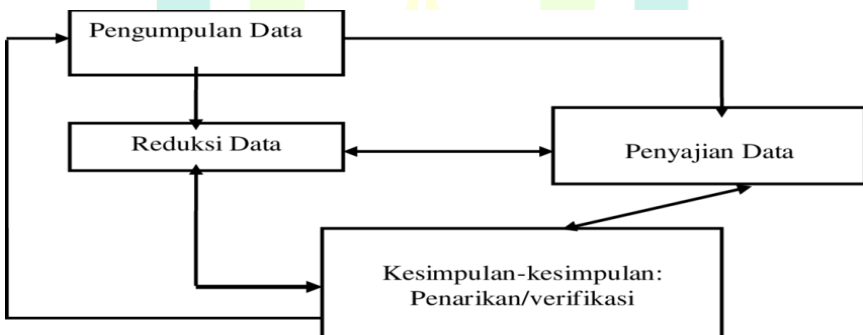 Pengumpulan Data
Reduksi Data
Penyajian Data
Kesimpulan-kesimpulan:
Penarikan/verifikasi